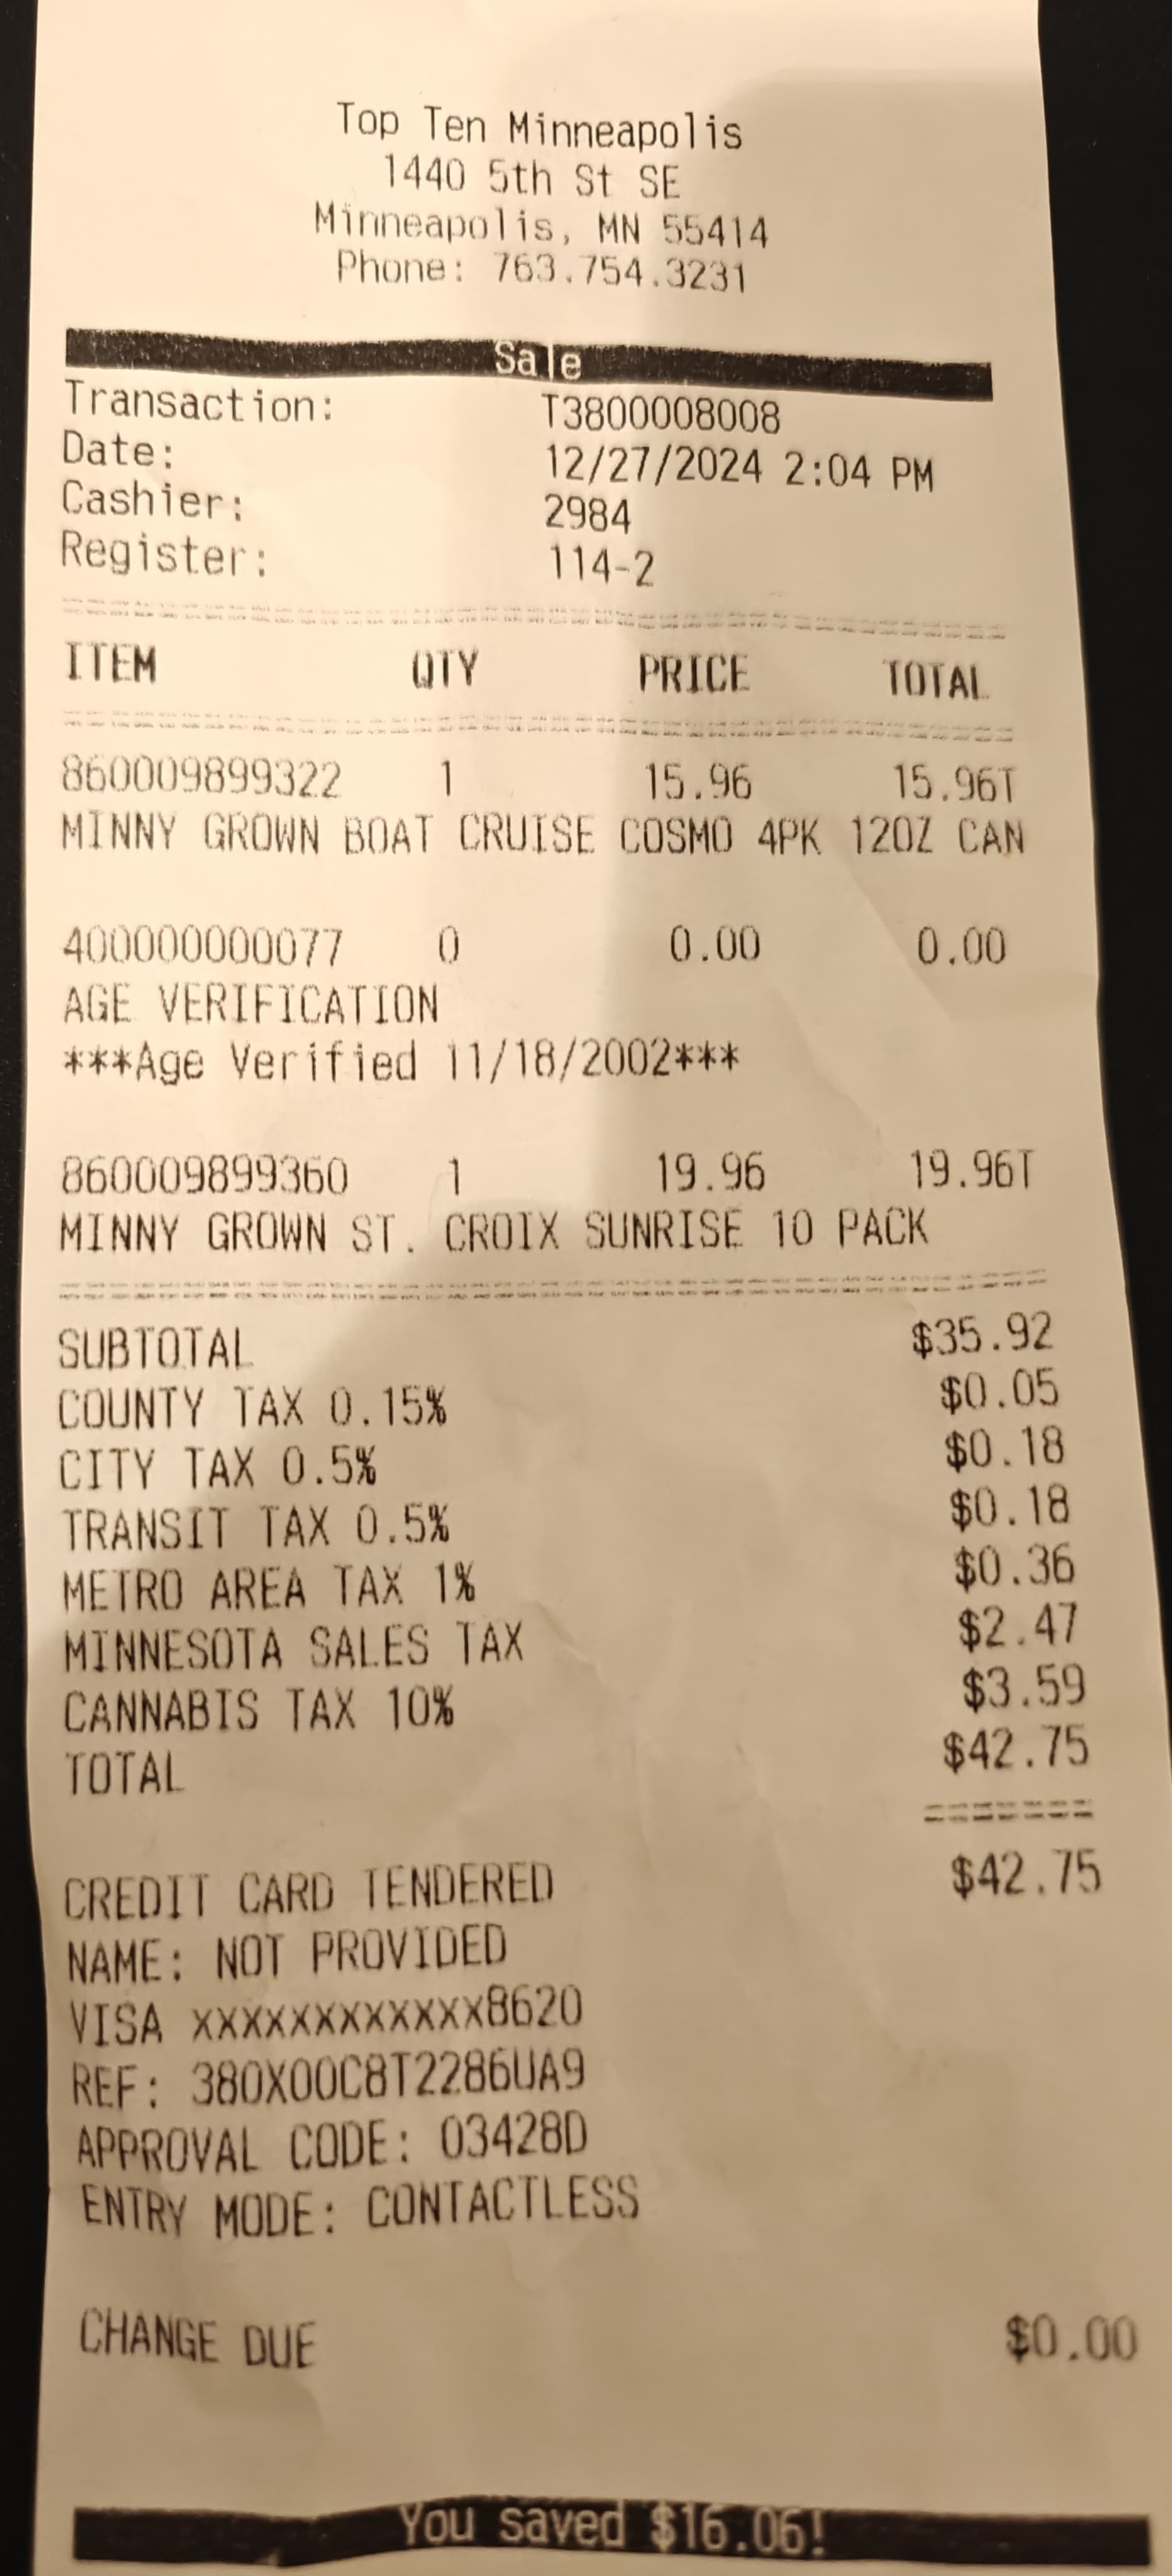 Top Ten Minneapolis
1440 5th St SE
Minneapolis, MN 55414
Phone: 763.754.3231
Sale
Transaction: T3800008008
Date: 12/27/2024 2:04 PM
Cashier: 2984
Register: 114-2
ITEM QTY PRICE TOTAL
860009899322 1 15.96 15.96T
MINNY GROWN BOAT CRUISE COSMO 4PK 12OZ CAN
400000000077 0 0.00 0.00
AGE VERIFICATION
***Age Verified 11/18/2002***
860009899360 1 19.96 19.96T
MINNY GROWN ST. CROIX SUNRISE 10 PACK
SUBTOTAL $35.92
COUNTY TAX 0.15% $0.05
CITY TAX 0.5% $0.18
TRANSIT TAX 0.5% $0.18
METRO AREA TAX 1% $0.36
MINNESOTA SALES TAX $2.47
CANNABIS TAX 10% $3.59
TOTAL $42.75
=======
CREDIT CARD TENDERED $42.75
NAME: NOT PROVIDED
VISA xxxxxxxxxxxx8620
REF: 380X00C8T2286UA9
APPROVAL CODE: 03428D
ENTRY MODE: CONTACTLESS
CHANGE DUE $0.00
You saved $16.06!